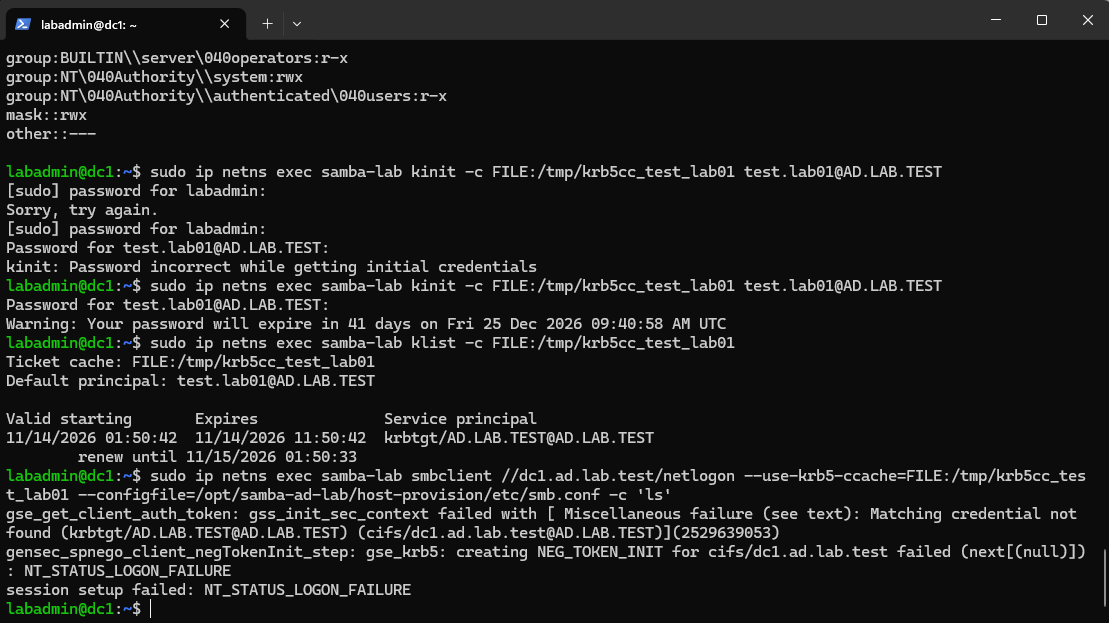 labadmin@dc1: ~
group:BUILTIN\\server\040operators:r-x
group:NT\040Authority\\system:rwx
group:NT\040Authority\\authenticated\040users:r-x
mask::rwx
other::---
labadmin@dc1:~$ sudo ip netns exec samba-lab kinit -c FILE:/tmp/krb5cc_test_lab01 test.lab01@AD.LAB.TEST
[sudo] password for labadmin:
Sorry, try again.
[sudo] password for labadmin:
Password for test.lab01@AD.LAB.TEST:
kinit: Password incorrect while getting initial credentials
labadmin@dc1:~$ sudo ip netns exec samba-lab kinit -c FILE:/tmp/krb5cc_test_lab01 test.lab01@AD.LAB.TEST
Password for test.lab01@AD.LAB.TEST:
Warning: Your password will expire in 41 days on Fri 25 Dec 2026 09:40:58 AM UTC
labadmin@dc1:~$ sudo ip netns exec samba-lab klist -c FILE:/tmp/krb5cc_test_lab01
Ticket cache: FILE:/tmp/krb5cc_test_lab01
Default principal: test.lab01@AD.LAB.TEST
Valid starting       Expires              Service principal
11/14/2026 01:50:42  11/14/2026 11:50:42  krbtgt/AD.LAB.TEST@AD.LAB.TEST
        renew until 11/15/2026 01:50:33
labadmin@dc1:~$ sudo ip netns exec samba-lab smbclient //dc1.ad.lab.test/netlogon --use-krb5-ccache=FILE:/tmp/krb5cc_tes
t_lab01 --configfile=/opt/samba-ad-lab/host-provision/etc/smb.conf -c 'ls'
gse_get_client_auth_token: gss_init_sec_context failed with [ Miscellaneous failure (see text): Matching credential not
found (krbtgt/AD.LAB.TEST@AD.LAB.TEST) (cifs/dc1.ad.lab.test@AD.LAB.TEST)](2529639053)
gensec_spnego_client_negTokenInit_step: gse_krb5: creating NEG_TOKEN_INIT for cifs/dc1.ad.lab.test failed (next[(null)])
: NT_STATUS_LOGON_FAILURE
session setup failed: NT_STATUS_LOGON_FAILURE
labadmin@dc1:~$